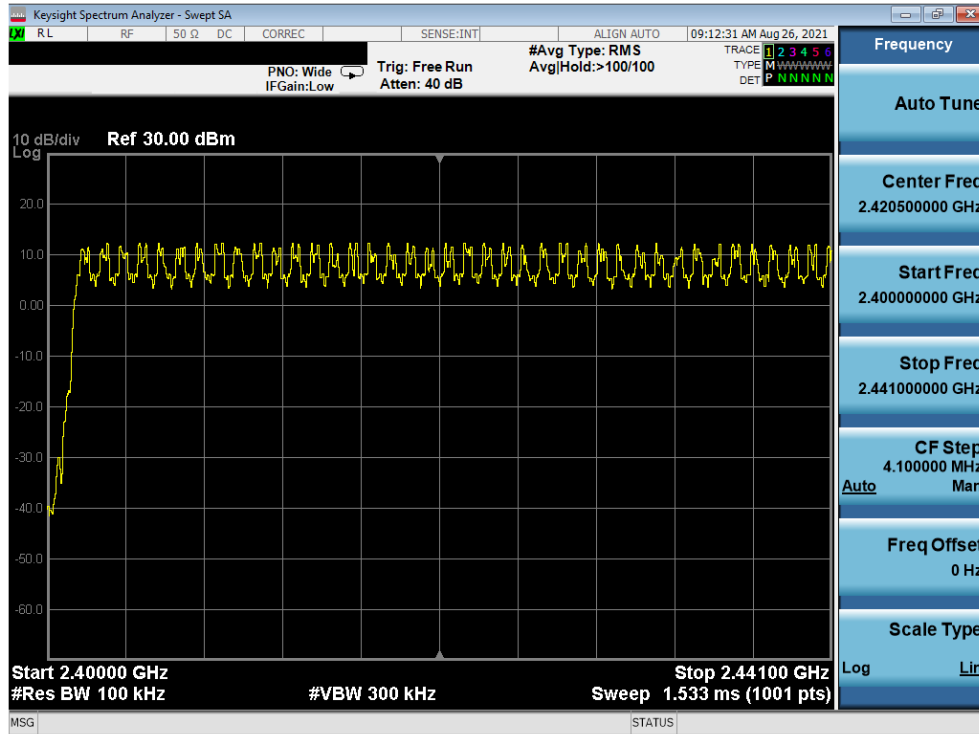 Keysight Spectrum Analyzer - Swept SA
LXI RL RF 50 Ω DC CORREC SENSE:INT ALIGN AUTO 09:12:31 AM Aug 26, 2021
PNO: Wide
IFGain:Low
Trig: Free Run
Atten: 40 dB
#Avg Type: RMS
Avg|Hold:>100/100
TRACE 1 2 3 4 5 6
TYPE M WWWWW
DET P N N N N N
10 dB/div
Log
Ref 30.00 dBm
20.0
10.0
0.00
-10.0
-20.0
-30.0
-40.0
-50.0
-60.0
Start 2.40000 GHz
Stop 2.44100 GHz
#Res BW 100 kHz
#VBW 300 kHz
Sweep 1.533 ms (1001 pts)
MSG
STATUS
Frequency
Auto Tune
Center Freq
2.420500000 GHz
Start Freq
2.400000000 GHz
Stop Freq
2.441000000 GHz
CF Step
4.100000 MHz
Auto Man
Freq Offset
0 Hz
Scale Type
Log Lin